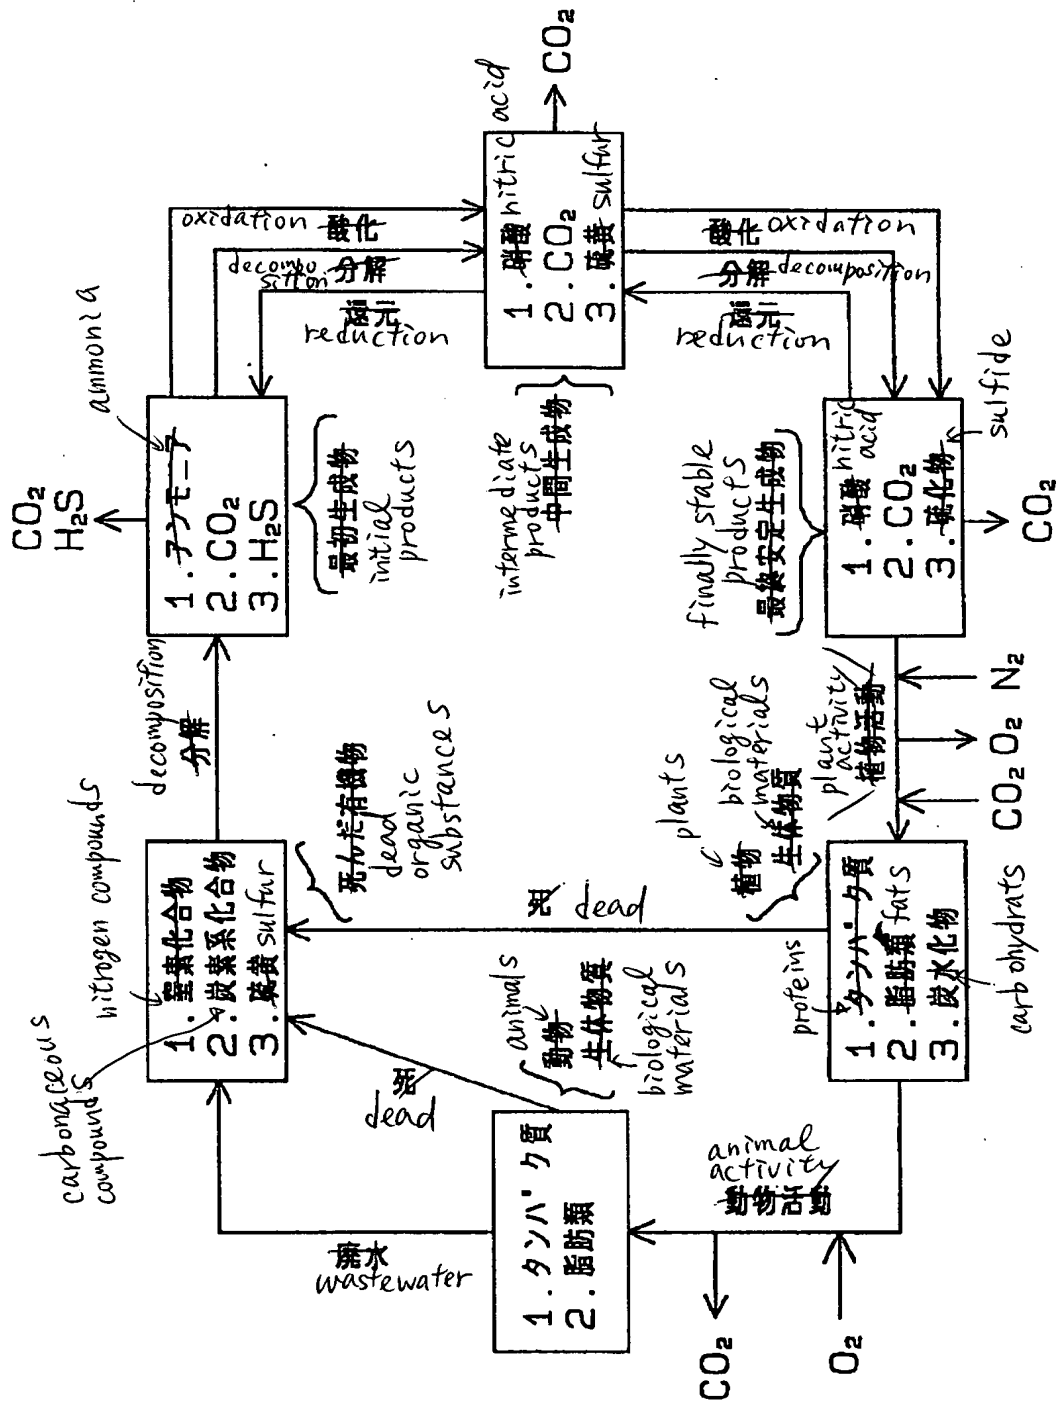 CO₂
H₂S
ammonia
1.アンモニア
2.CO₂
3.H₂S
最初生成物
initial
products
oxidation 酸化
decompo
sition 分解
還元
reduction
decomposition
分解
nitrogen compounds
carbonaceous
compounds
1.窒素化合物
2.炭素系化合物
3.硫黄 sulfur
死んだ有機物
dead
organic
substances
1.硝酸 nitric acid
2.CO₂
3.硫黄 sulfur
CO₂
intermediate
products
中間生成物
廃水
wastewater
死
dead
animals
動物
生体物質
biological
materials
1.タンパク質
2.脂肪類
死 dead
酸化 oxidation
分解 decomposition
還元
reduction
finally stable
products
最終安定生成物
1.硝酸 nitric
acid
2.CO₂
3.硫化物
sulfide
CO₂
plants
植物
biological
materials
生体物質
plant
activity
植物活動
CO₂ O₂ N₂
proteins
1.タンパク質
2.脂肪類 fats
3.炭水化物
carbohydrats
animal
activity
動物活動
CO₂
O₂